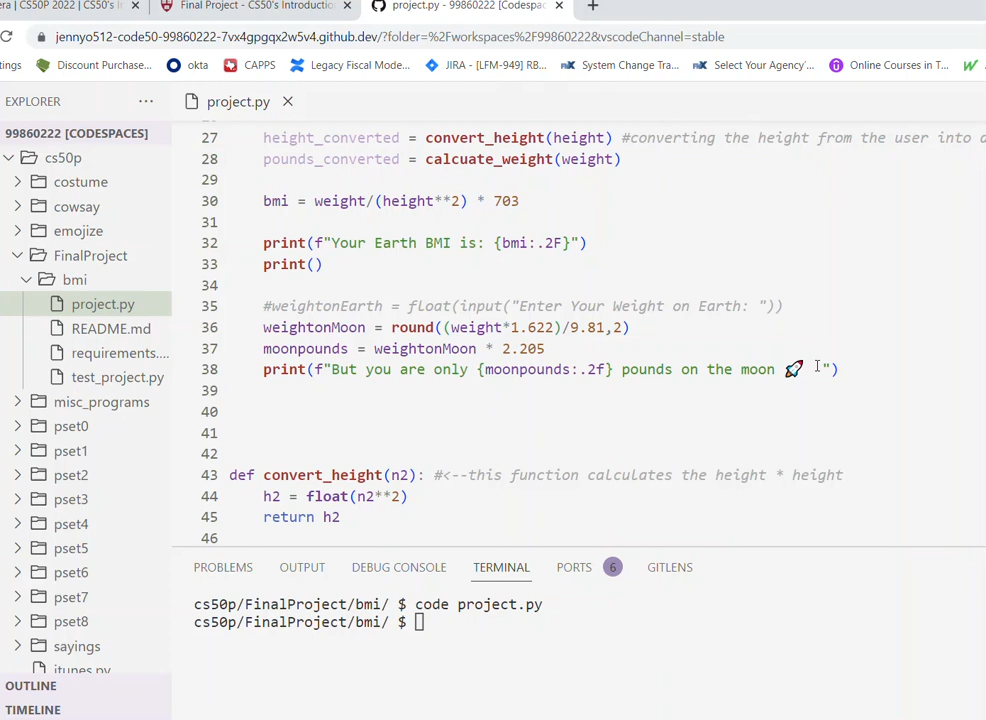 era | CS50P 2022 | CS50's I
Final Project - CS50's Introductio
project.py - 99860222 [Codespac
jennyo512-code50-99860222-7vx4gpgqx2w5v4.github.dev/?folder=%2Fworkspaces%2F99860222&vscodeChannel=stable
tings
Discount Purchase...
okta
CAPPS
Legacy Fiscal Mode...
JIRA - [LFM-949] RB...
System Change Tra...
Select Your Agency'...
Online Courses in T...
EXPLORER
project.py
99860222 [CODESPACES]
cs50p
costume
cowsay
emojize
FinalProject
bmi
project.py
README.md
requirements....
test_project.py
misc_programs
pset0
pset1
pset2
pset3
pset4
pset5
pset6
pset7
pset8
sayings
itunes.py
OUTLINE
TIMELINE
27 height_converted = convert_height(height) #converting the height from the user into a
28 pounds_converted = calcuate_weight(weight)
29
30 bmi = weight/(height**2) * 703
31
32 print(f"Your Earth BMI is: {bmi:.2F}")
33 print()
34
35 #weightonEarth = float(input("Enter Your Weight on Earth: "))
36 weightonMoon = round((weight*1.622)/9.81,2)
37 moonpounds = weightonMoon * 2.205
38 print(f"But you are only {moonpounds:.2f} pounds on the moon 🚀 ")
39
40
41
42
43 def convert_height(n2): #<--this function calculates the height * height
44 h2 = float(n2**2)
45 return h2
46
PROBLEMS
OUTPUT
DEBUG CONSOLE
TERMINAL
PORTS
6
GITLENS
cs50p/FinalProject/bmi/ $ code project.py
cs50p/FinalProject/bmi/ $